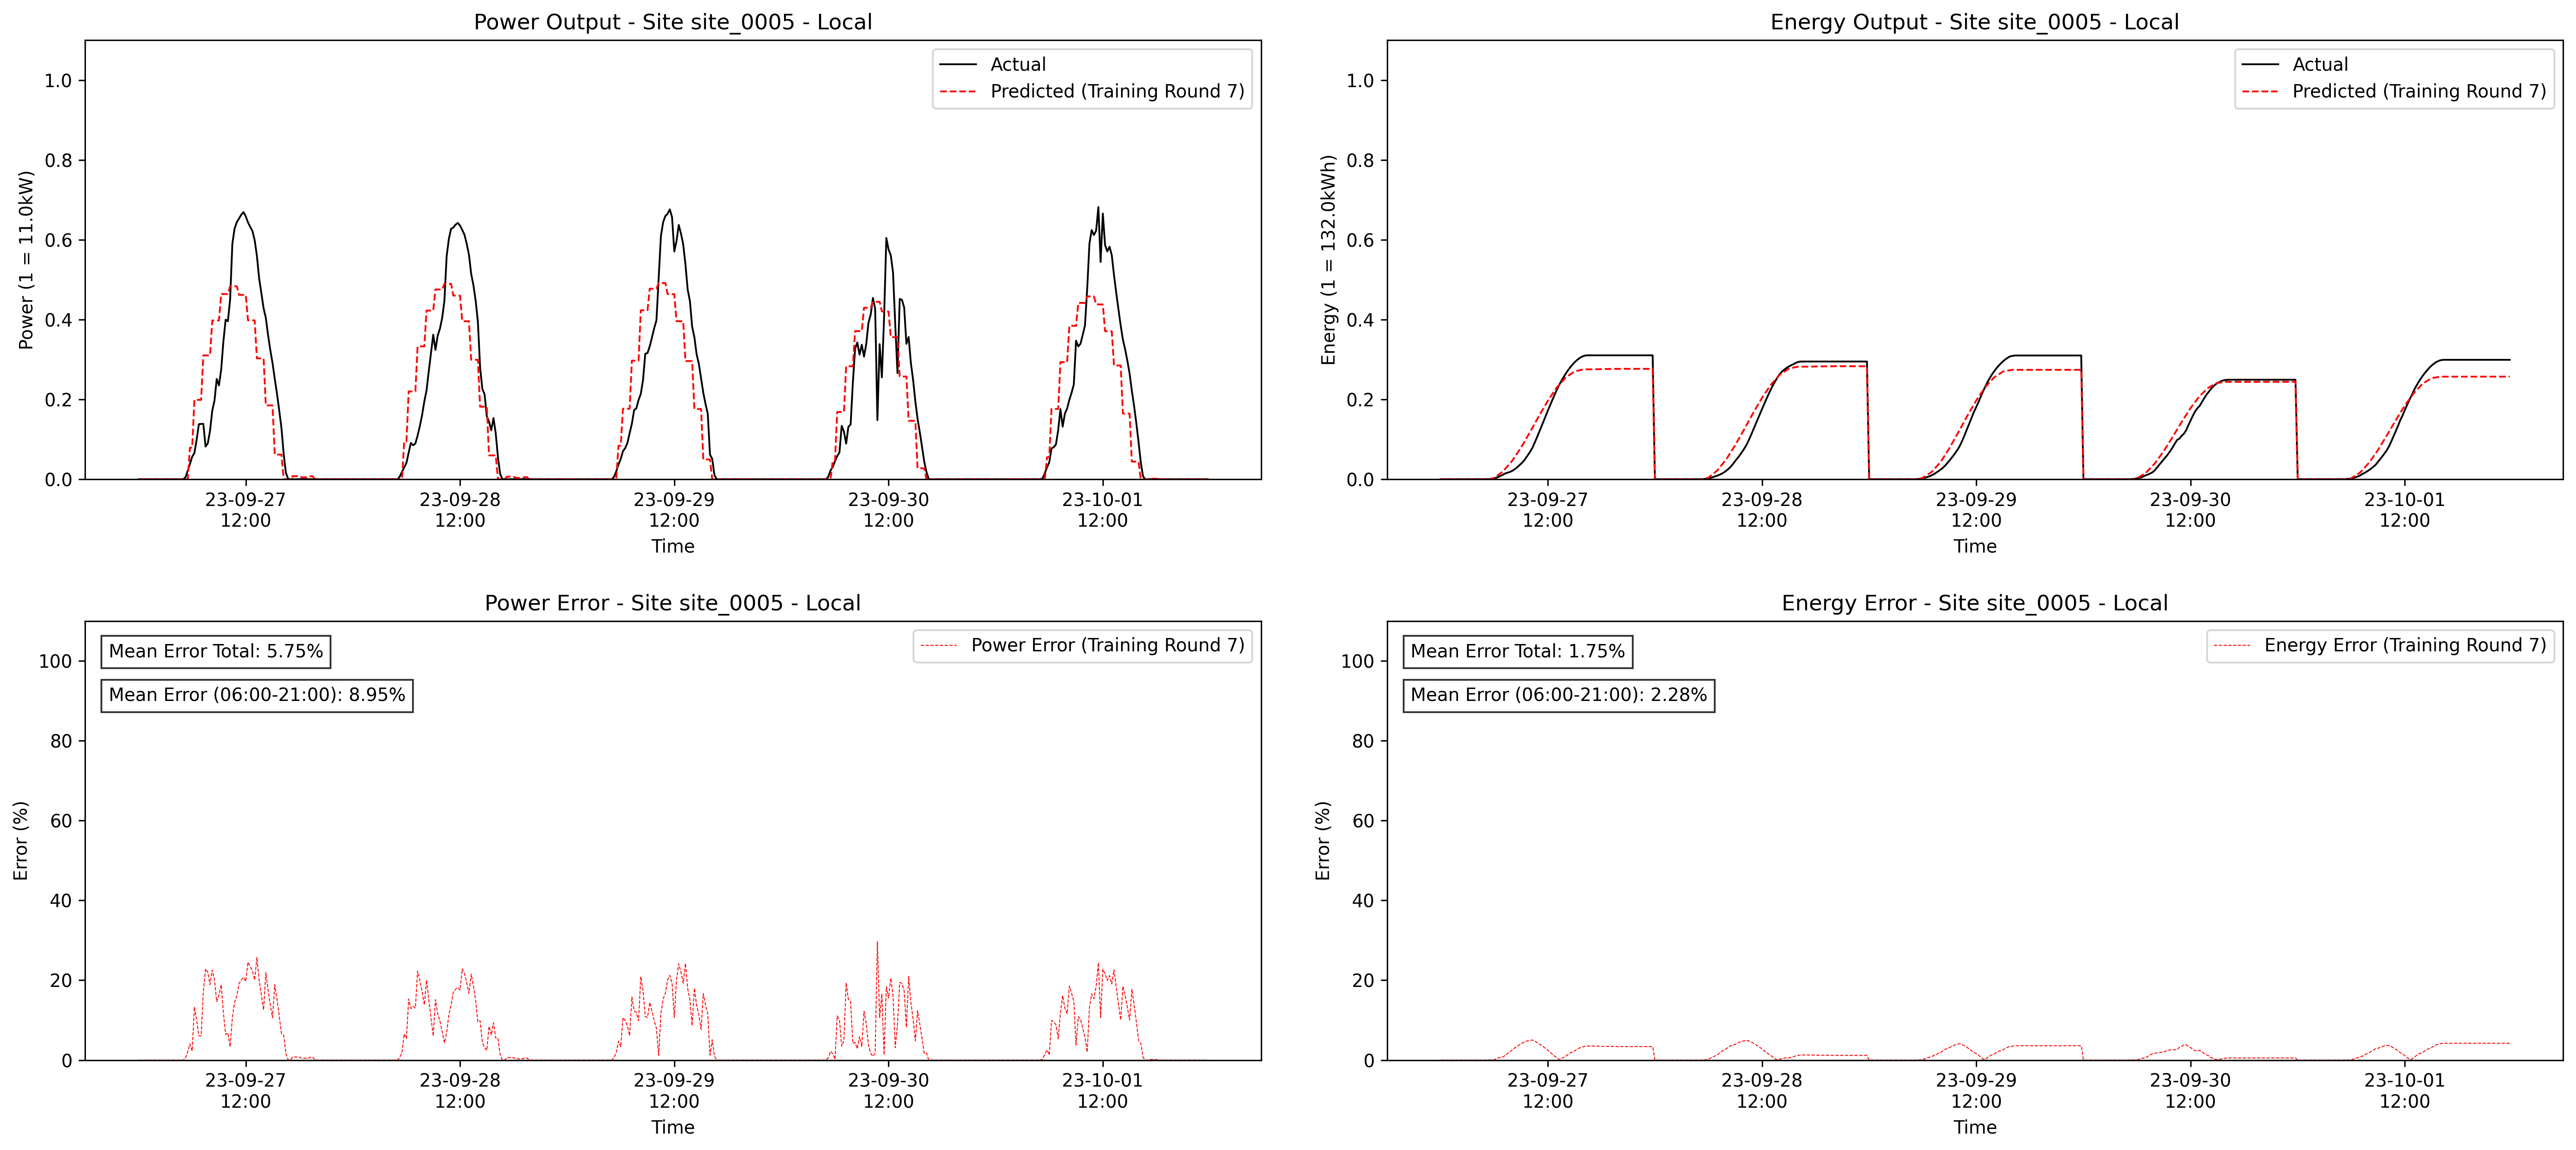 Power Output - Site site_0005 - Local
Actual
Predicted (Training Round 7)
1.0
0.8
0.6
0.4
0.2
0.0
Power (1 = 11.0kW)
23-09-27
12:00
23-09-28
12:00
23-09-29
12:00
23-09-30
12:00
23-10-01
12:00
Time
Energy Output - Site site_0005 - Local
Actual
Predicted (Training Round 7)
1.0
0.8
0.6
0.4
0.2
0.0
Energy (1 = 132.0kWh)
23-09-27
12:00
23-09-28
12:00
23-09-29
12:00
23-09-30
12:00
23-10-01
12:00
Time
Power Error - Site site_0005 - Local
Mean Error Total: 5.75%
Mean Error (06:00-21:00): 8.95%
Power Error (Training Round 7)
100
80
60
40
20
0
Error (%)
23-09-27
12:00
23-09-28
12:00
23-09-29
12:00
23-09-30
12:00
23-10-01
12:00
Time
Energy Error - Site site_0005 - Local
Mean Error Total: 1.75%
Mean Error (06:00-21:00): 2.28%
Energy Error (Training Round 7)
100
80
60
40
20
0
Error (%)
23-09-27
12:00
23-09-28
12:00
23-09-29
12:00
23-09-30
12:00
23-10-01
12:00
Time